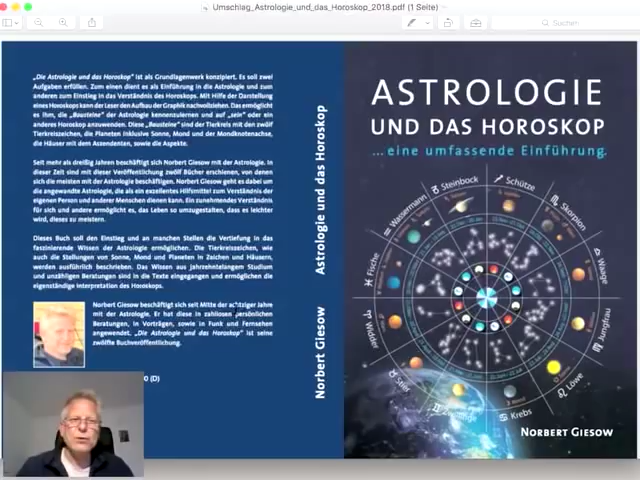 Umschlag_Astrologie_und_das_Horoskop_2018.pdf (1 Seite)
Suchen
„Die Astrologie und das Horoskop" ist als Grundlagenwerk konzipiert. Es soll zwei
Aufgaben erfüllen. Zum einen dient es als Einführung in die Astrologie und zum
anderen zum Einstieg in das Verständnis des Horoskops. Mit Hilfe der Darstellung
eines Horoskops kann der Leser den Aufbau der Graphik nachvollziehen. Das ermöglicht
es ihm, die „Bausteine" der Astrologie kennenzulernen und auf „sein" oder ein
anderes Horoskop anzuwenden. Diese „Bausteine" sind der Tierkreis mit den zwölf
Tierkreiszeichen, die Planeten inklusive Sonne, Mond und der Mondknotenachse,
die Häuser mit dem Aszendenten, sowie die Aspekte.
Seit mehr als dreißig Jahren beschäftigt sich Norbert Giesow mit der Astrologie. In
dieser Zeit sind mit dieser Veröffentlichung zwölf Bücher erschienen, von denen
sich die meisten mit der Astrologie beschäftigen. Norbert Giesow geht es dabei um
die angewandte Astrologie, die als ein exzellentes Hilfsmittel zum Verständnis der
eigenen Person und anderer Menschen dienen kann. Ein zunehmendes Verständnis
für sich und andere ermöglicht es, das Leben so umzugestalten, dass es leichter
wird, dieses zu meistern.
Dieses Buch soll den Einstieg und an manchen Stellen die Vertiefung in das
faszinierende Wissen der Astrologie ermöglichen. Die Tierkreiszeichen, wie
auch die Stellungen von Sonne, Mond und Planeten in Zeichen und Häusern,
werden ausführlich beschrieben. Das Wissen aus jahrzehntelangem Studium
und unzähligen Beratungen sind in die Texte eingegangen und ermöglichen die
eigenständige Interpretation des Horoskops.
Norbert Giesow beschäftigt sich seit Mitte der achtziger Jahre
mit der Astrologie. Er hat diese in zahllosen persönlichen
Beratungen, in Vorträgen, sowie in Funk und Fernsehen
angewendet. „Die Astrologie und das Horoskop" ist seine
zwölfte Buchveröffentlichung.
0 (D)
Astrologie und das Horoskop
Norbert Giesow
ASTROLOGIE
UND DAS HOROSKOP
...eine umfassende Einführung.
Steinbock
Schütze
Skorpion
Waage
Jungfrau
Löwe
Krebs
Stier
Widder
Fische
Wassermann
NORBERT GIESOW